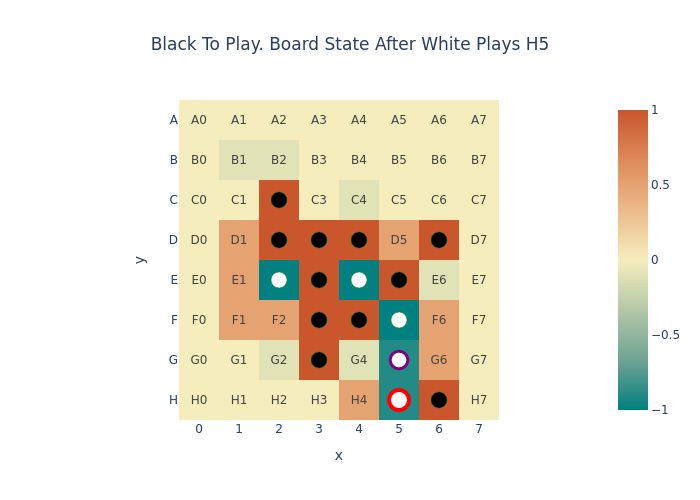 Black To Play. Board State After White Plays H5
A A0 A1 A2 A3 A4 A5 A6 A7 1
B B0 B1 B2 B3 B4 B5 B6 B7
C C0 C1 C3 C4 C5 C6 C7 0.5
D D0 D1 D5 D7
y 0
E E0 E1 E6 E7
F F0 F1 F2 F6 F7 −0.5
G G0 G1 G2 G4 G6 G7
H H0 H1 H2 H3 H4 H7 −1
0 1 2 3 4 5 6 7
x